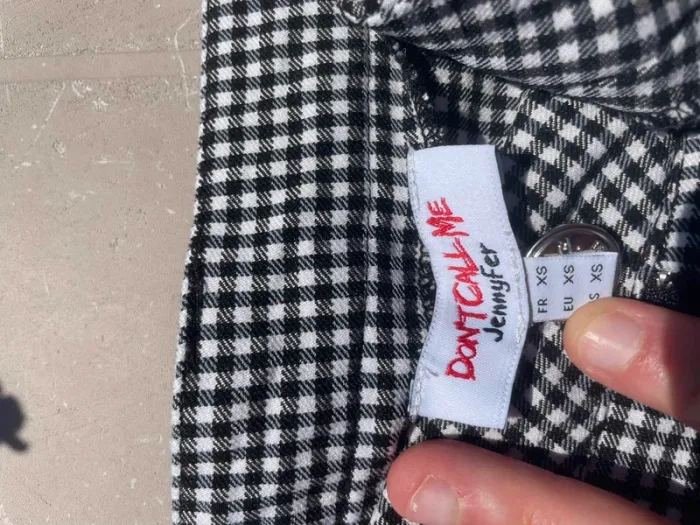 DON'T CALL ME
Jennyfer
FR XS
EU XS
S XS